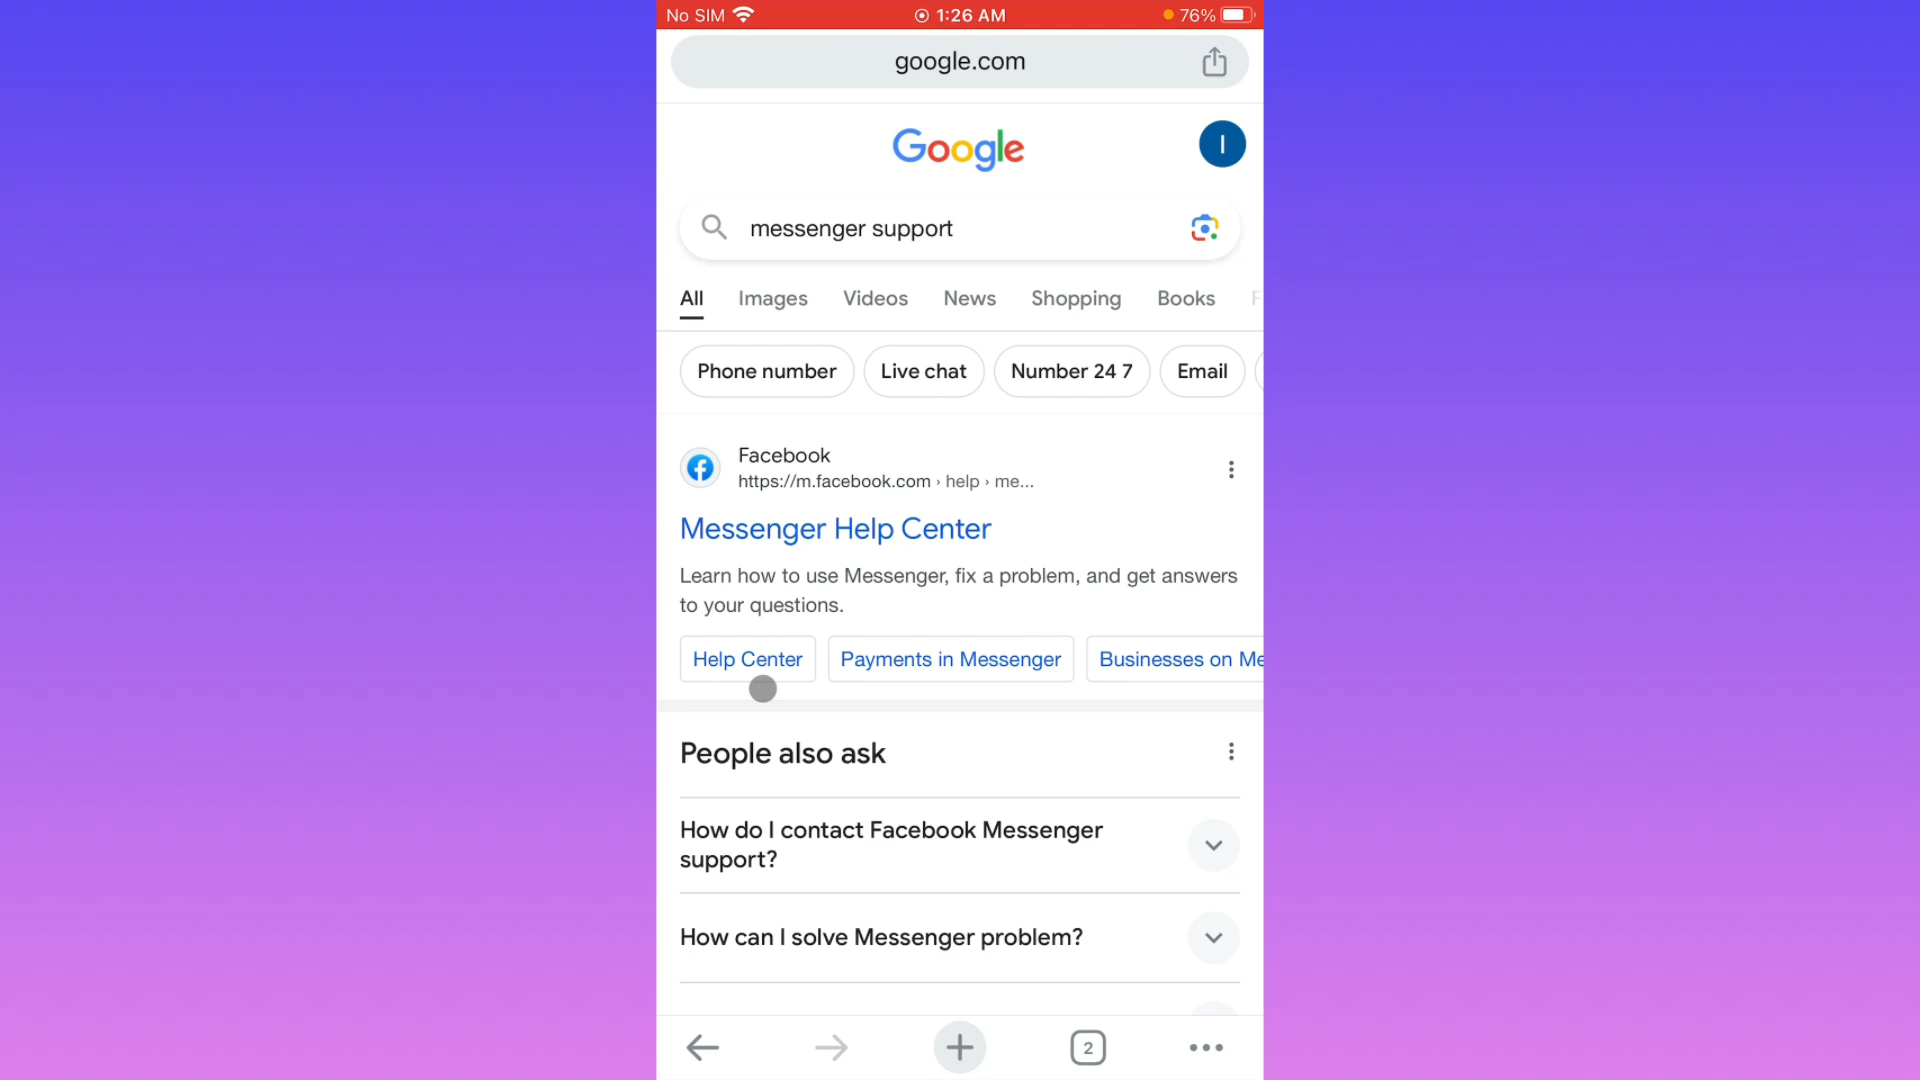 No SIM 1:26 AM 76%
google.com
Google
I
messenger support
All Images Videos News Shopping Books F
Phone number Live chat Number 24 7 Email
Facebook
https://m.facebook.com › help › me...
Messenger Help Center
Learn how to use Messenger, fix a problem, and get answers
to your questions.
Help Center Payments in Messenger Businesses on Me
People also ask
How do I contact Facebook Messenger
support?
How can I solve Messenger problem?
2